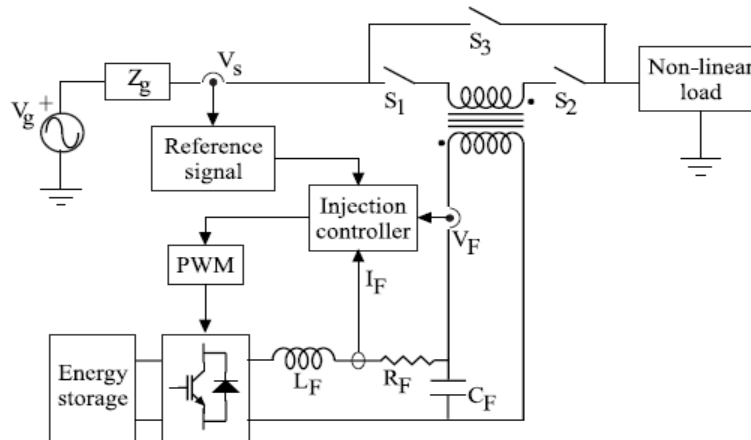 S3
Vs
Zg
Vg
+
S1
S2
Non-linear
load
Reference
signal
Injection
controller
VF
PWM
IF
Energy
storage
LF
RF
CF